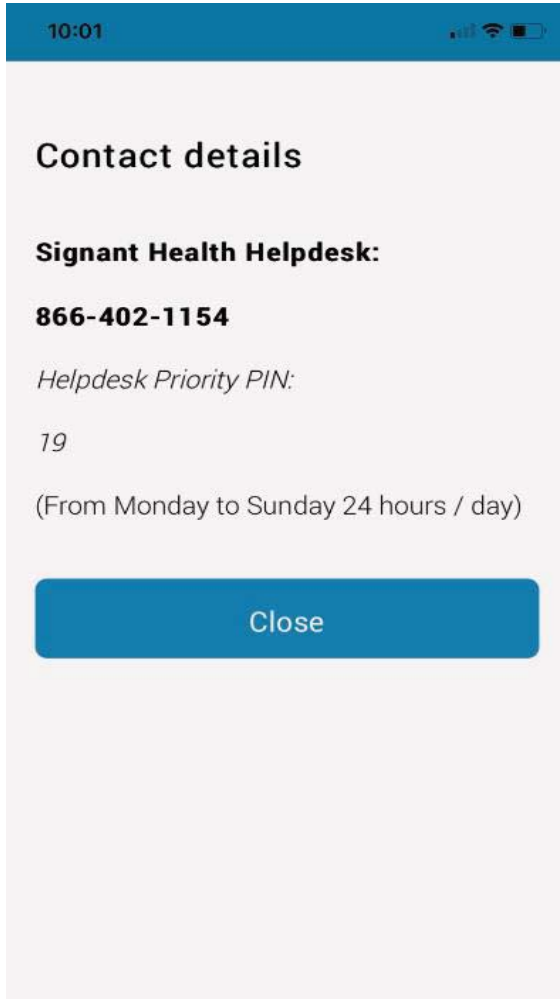 10:01
Contact details
Signant Health Helpdesk:
866-402-1154
Helpdesk Priority PIN:
19
(From Monday to Sunday 24 hours / day)
Close